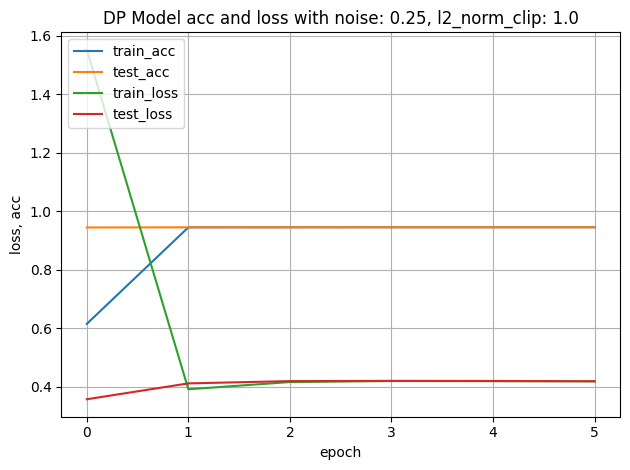 DP Model acc and loss with noise: 0.25, l2_norm_clip: 1.0
train_acc
test_acc
train_loss
test_loss
loss, acc
1.6
1.4
1.2
1.0
0.8
0.6
0.4
0 1 2 3 4 5
epoch